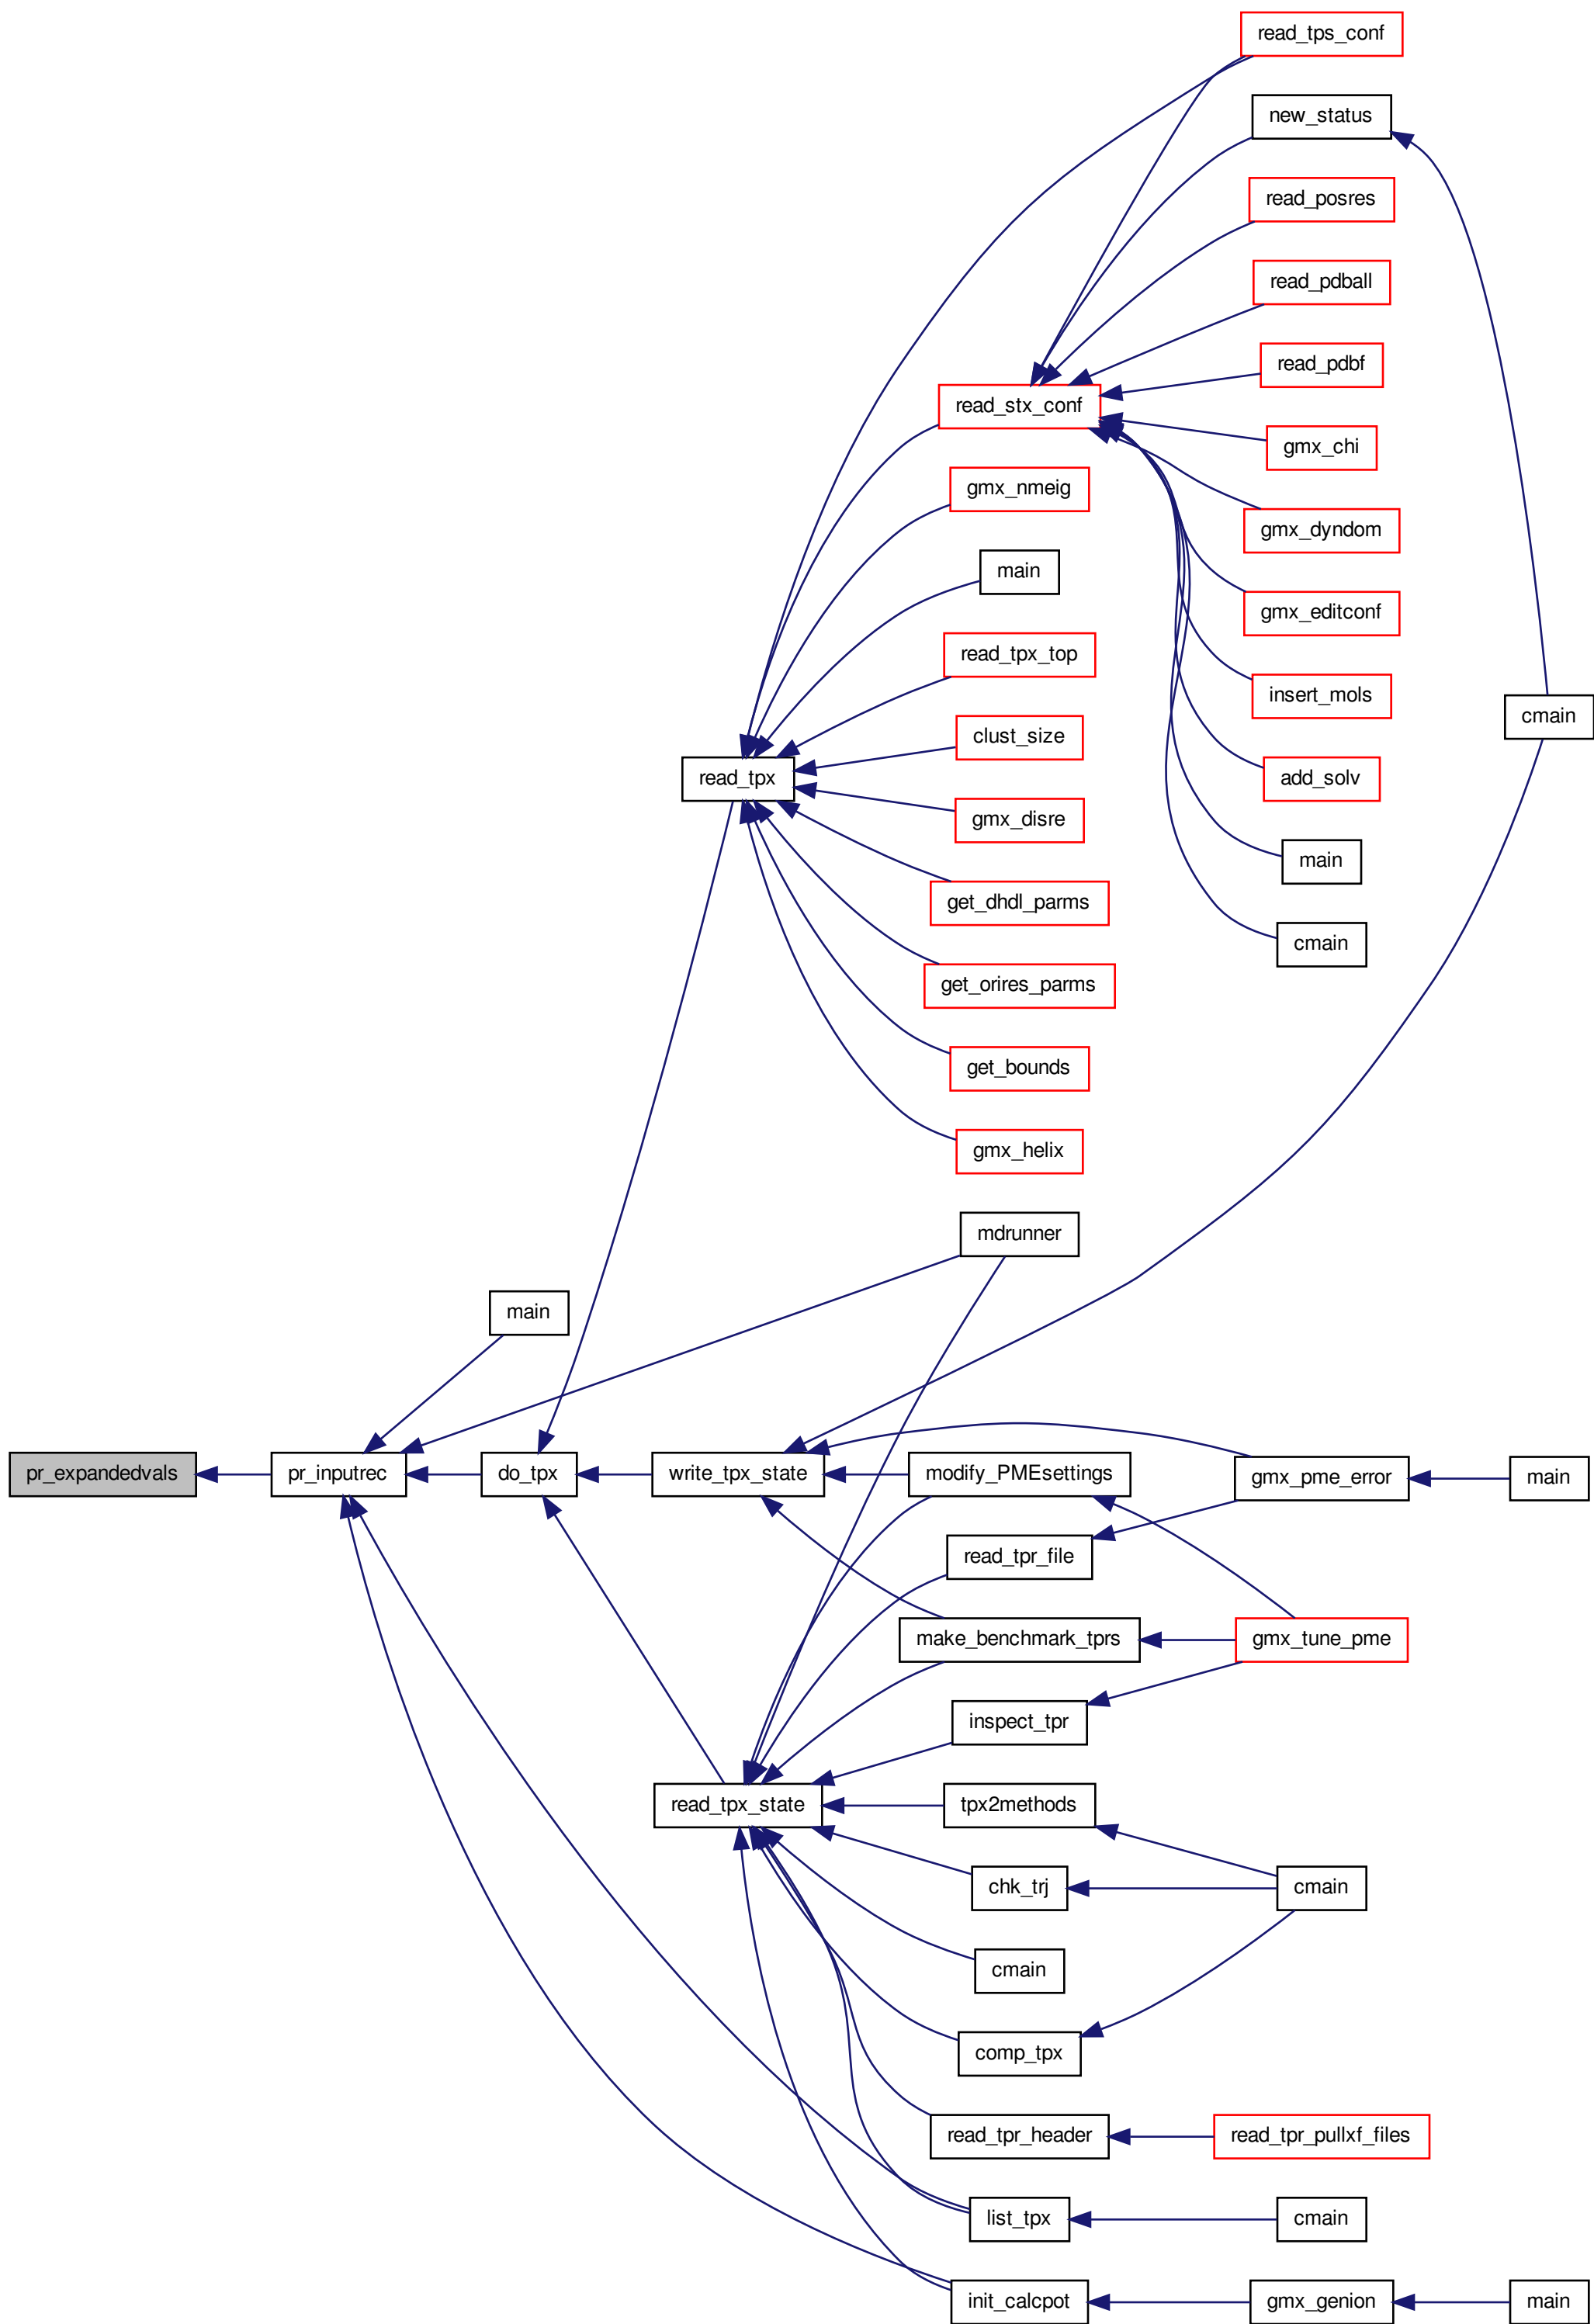 read_tps_conf
new_status
read_posres
read_pdball
read_pdbf
read_stx_conf
gmx_chi
gmx_nmeig
gmx_dyndom
main
gmx_editconf
read_tpx_top
insert_mols
cmain
clust_size
read_tpx
add_solv
gmx_disre
main
get_dhdl_parms
cmain
get_orires_parms
get_bounds
gmx_helix
mdrunner
main
pr_expandedvals
pr_inputrec
do_tpx
write_tpx_state
modify_PMEsettings
gmx_pme_error
main
read_tpr_file
make_benchmark_tprs
gmx_tune_pme
inspect_tpr
read_tpx_state
tpx2methods
chk_trj
cmain
cmain
comp_tpx
read_tpr_header
read_tpr_pullxf_files
list_tpx
cmain
init_calcpot
gmx_genion
main